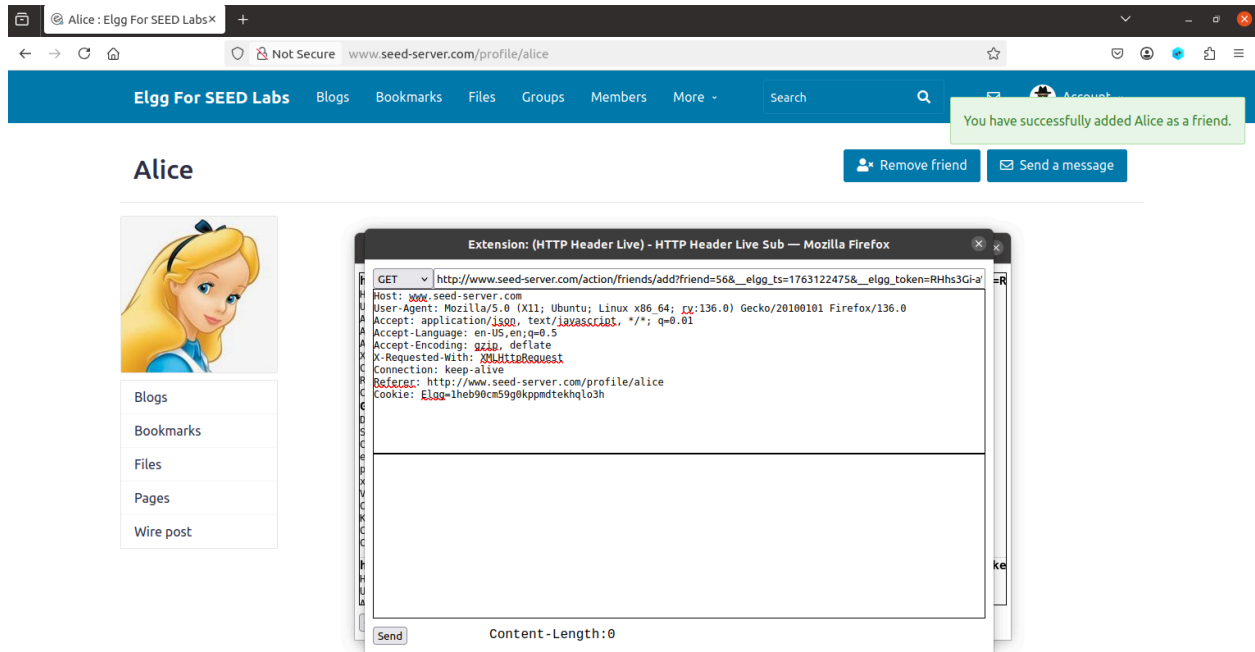 Alice : Elgg For SEED Labs
Not Secure www.seed-server.com/profile/alice
Elgg For SEED Labs Blogs Bookmarks Files Groups Members More Search Account
You have successfully added Alice as a friend.
Alice
Remove friend Send a message
Extension: (HTTP Header Live) - HTTP Header Live Sub — Mozilla Firefox
GET http://www.seed-server.com/action/friends/add?friend=56&__elgg_ts=1763122475&__elgg_token=RHhs3Gi-a
Host: www.seed-server.com
User-Agent: Mozilla/5.0 (X11; Ubuntu; Linux x86_64; rv:136.0) Gecko/20100101 Firefox/136.0
Accept: application/json, text/javascript, */*; q=0.01
Accept-Language: en-US,en;q=0.5
Accept-Encoding: gzip, deflate
X-Requested-With: XMLHttpRequest
Connection: keep-alive
Referer: http://www.seed-server.com/profile/alice
Cookie: Elgg=1heb90cm59g0kppmdtekhqlo3h
Blogs
Bookmarks
Files
Pages
Wire post
Send Content-Length:0